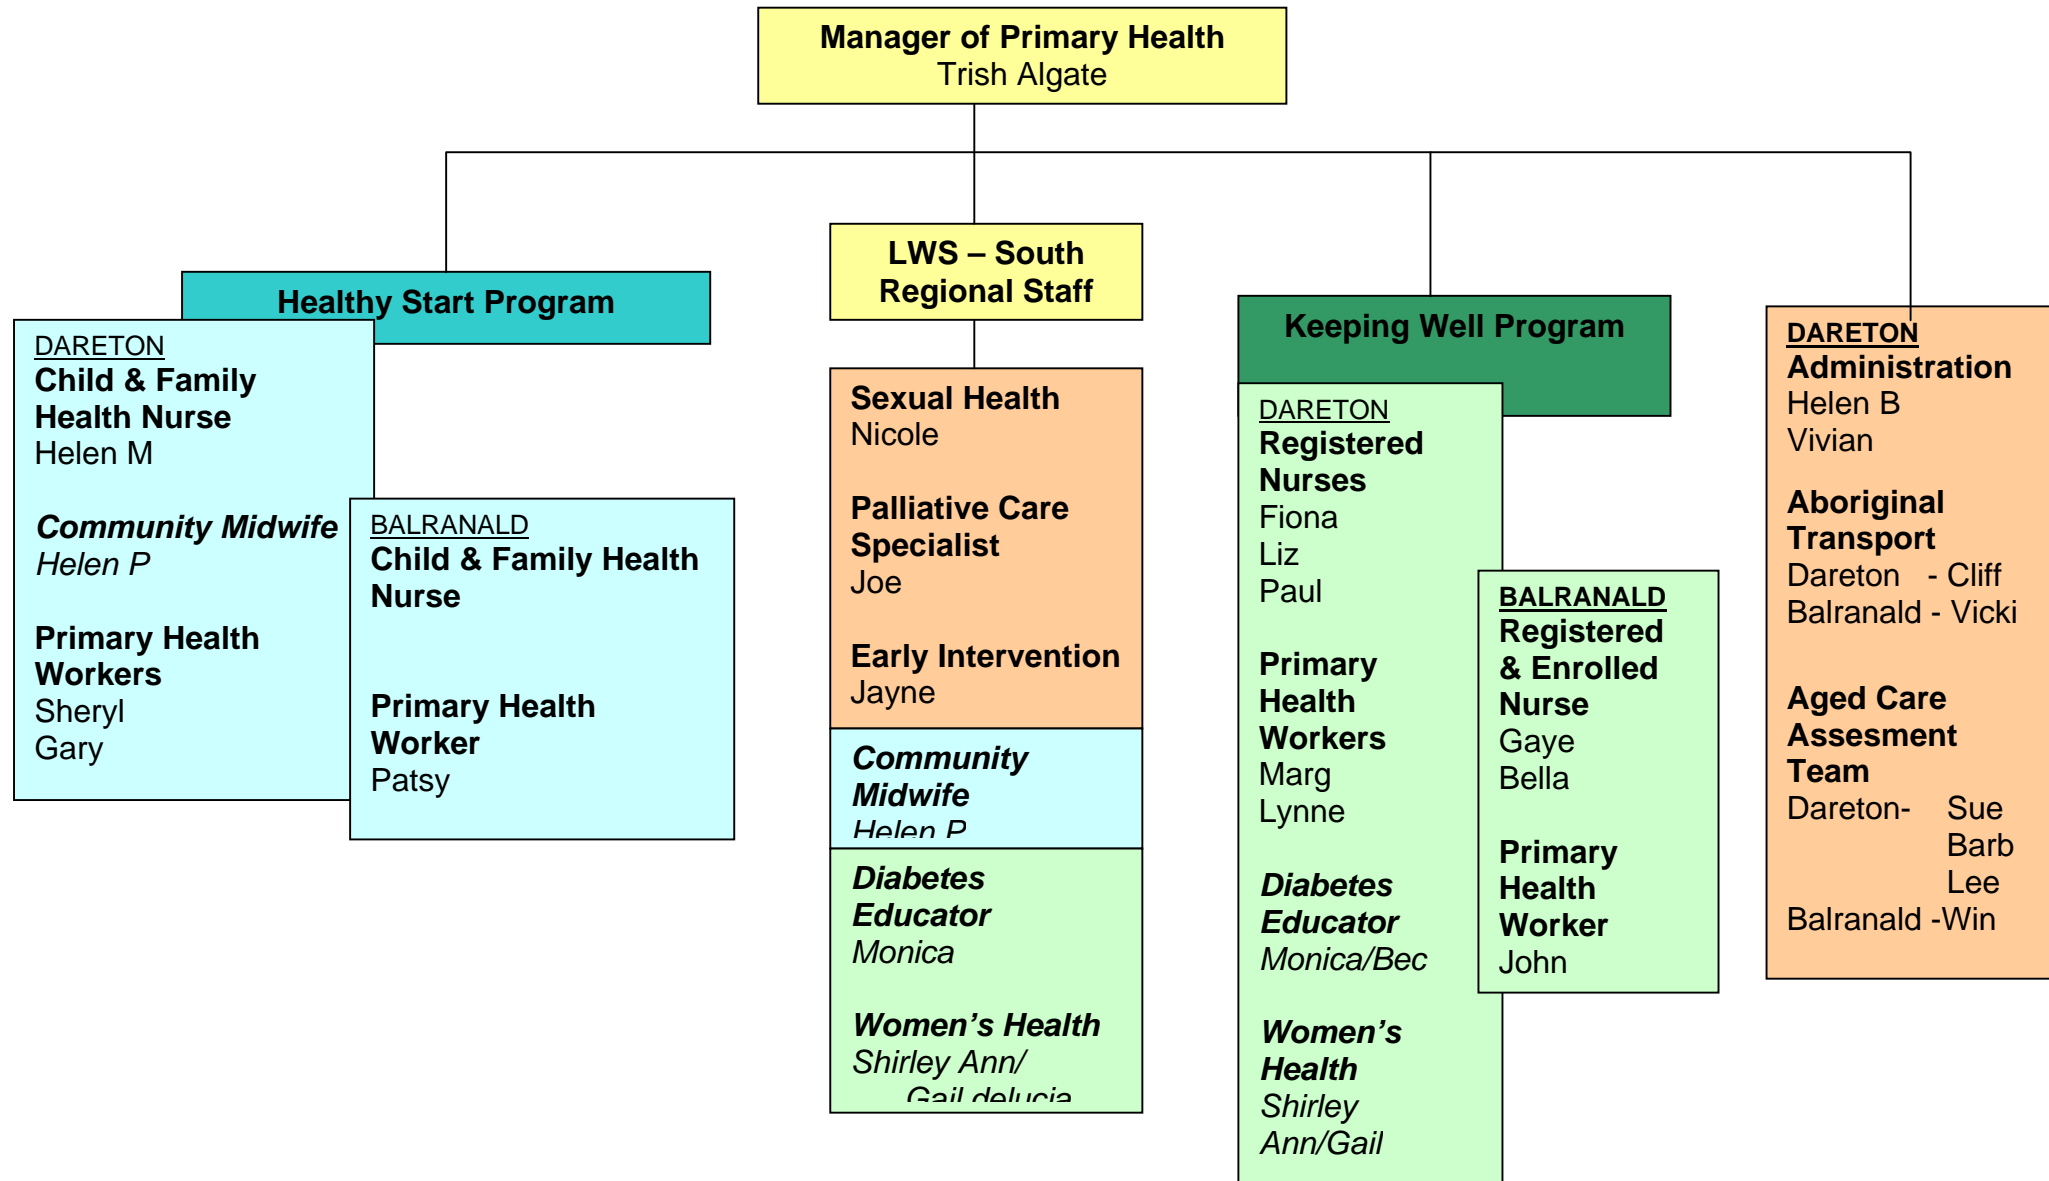 Manager of Primary Health
Trish Algate
Healthy Start Program
DARETON
Child & Family
Health Nurse
Helen M
Community Midwife
Helen P
Primary Health
Workers
Sheryl
Gary
BALRANALD
Child & Family Health
Nurse
Primary Health
Worker
Patsy
LWS – South
Regional Staff
Sexual Health
Nicole
Palliative Care
Specialist
Joe
Early Intervention
Jayne
Community
Midwife
Helen P
Diabetes
Educator
Monica
Women’s Health
Shirley Ann/
Gail delucia
Keeping Well Program
DARETON
Registered
Nurses
Fiona
Liz
Paul
Primary
Health
Workers
Marg
Lynne
Diabetes
Educator
Monica/Bec
Women’s
Health
Shirley
Ann/Gail
BALRANALD
Registered
& Enrolled
Nurse
Gaye
Bella
Primary
Health
Worker
John
DARETON
Administration
Helen B
Vivian
Aboriginal
Transport
Dareton - Cliff
Balranald - Vicki
Aged Care
Assesment
Team
Dareton- Sue
Barb
Lee
Balranald -Win